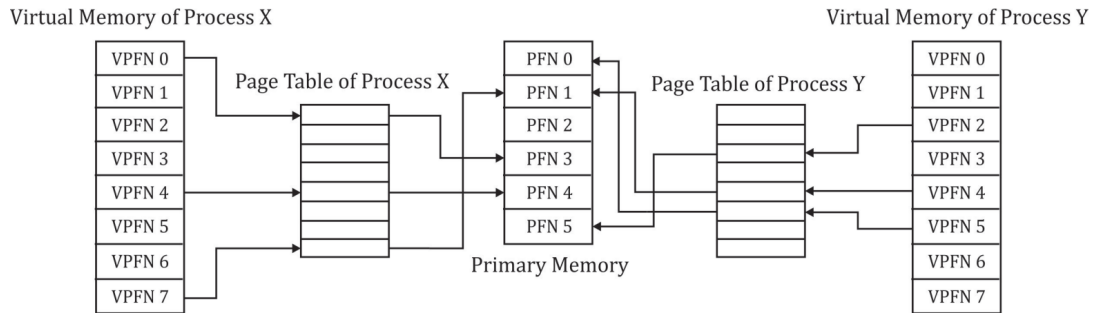 Virtual Memory of Process X
VPFN 0
VPFN 1
VPFN 2
VPFN 3
VPFN 4
VPFN 5
VPFN 6
VPFN 7
Page Table of Process X
PFN 0
PFN 1
PFN 2
PFN 3
PFN 4
PFN 5
Primary Memory
Page Table of Process Y
Virtual Memory of Process Y
VPFN 0
VPFN 1
VPFN 2
VPFN 3
VPFN 4
VPFN 5
VPFN 6
VPFN 7